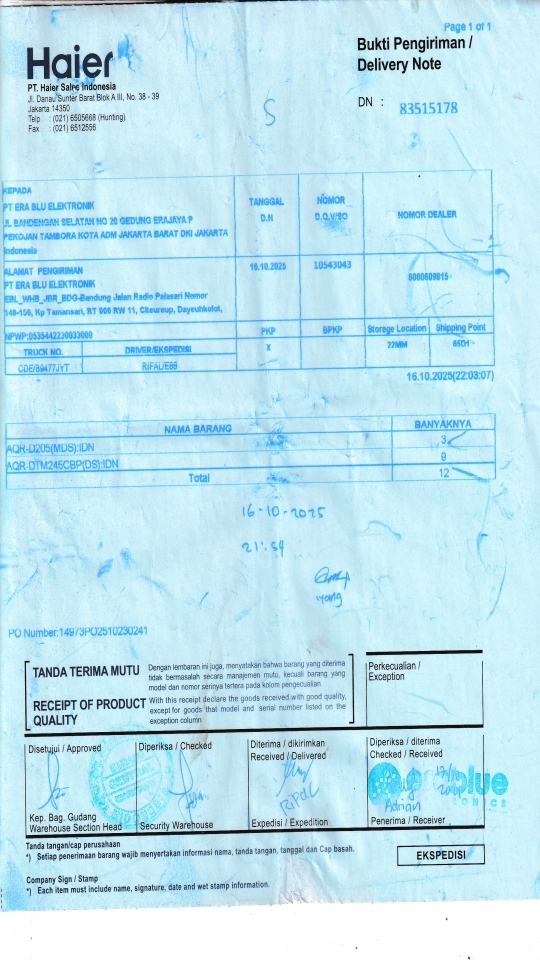 Page 1 of 1
Haier
Bukti Pengiriman /
Delivery Note
PT. Haier Sales Indonesia
Jl. Danau Sunter Barat Blok A III, No. 38 - 39
Jakarta 14350
Telp : (021) 6505668 (Hunting)
Fax : (021) 6512556
DN : 83515178
S
KEPADA
PT ERA BLU ELEKTRONIK
JL BANDENGAN SELATAN NO 20 GEDUNG ERAJAYA P
PEKOJAN TAMBORA KOTA ADM JAKARTA BARAT DKI JAKARTA
Indonesia
TANGGAL
D.N
NOMOR
D.O./SO
NOMOR DEALER
ALAMAT PENGIRIMAN
PT ERA BLU ELEKTRONIK
EBL_WHB_JBR_BDG-Bandung Jalan Radio Palasari Nomor
148-150, Kp Tamansari, RT 000 RW 11, Citeureup, Dayeuhkolot,
16.10.2025
10543043
NPWP:0535442230033000
PKP
BPKP
Storege Location
Shipping Point
TRUCK NO.
DRIVER/EKSPEDISI
X
22MM
CDE/B9477JYT
16.10.2025(22:03:07)
NAMA BARANG
BANYAKNYA
AQR-D205(MDS):IDN
3
AQR-DTM245CBP(DS):IDN
9
Total
12
16-10-2025
21:54
PO Number:14973PO2510230241
TANDA TERIMA MUTU
Dengan lembaran ini juga, menyatakan bahwa barang yang diterima
tidak bermasalah secara manajemen mutu, kecuali barang yang
model dan nomor serinya tertera pada kolom pengecualian
RECEIPT OF PRODUCT
QUALITY
With this receipt declare the goods received with good quality,
except for goods that model and serial number listed on the
exception column
Perkecualian /
Exception
Disetujui / Approved
Diperiksa / Checked
Diterima / dikirimkan
Received / Delivered
Diperiksa / diterima
Checked / Received
Adrian
Kep. Bag. Gudang
Warehouse Section Head
Security Warehouse
Expedisi / Expedition
Penerima / Receiver
Tanda tangan/cap perusahaan
*) Setiap penerimaan barang wajib menyertakan informasi nama, tanda tangan, tanggal dan Cap basah.
EKSPEDISI
Company Sign / Stamp
*) Each item must include name, signature, date and wet stamp information.